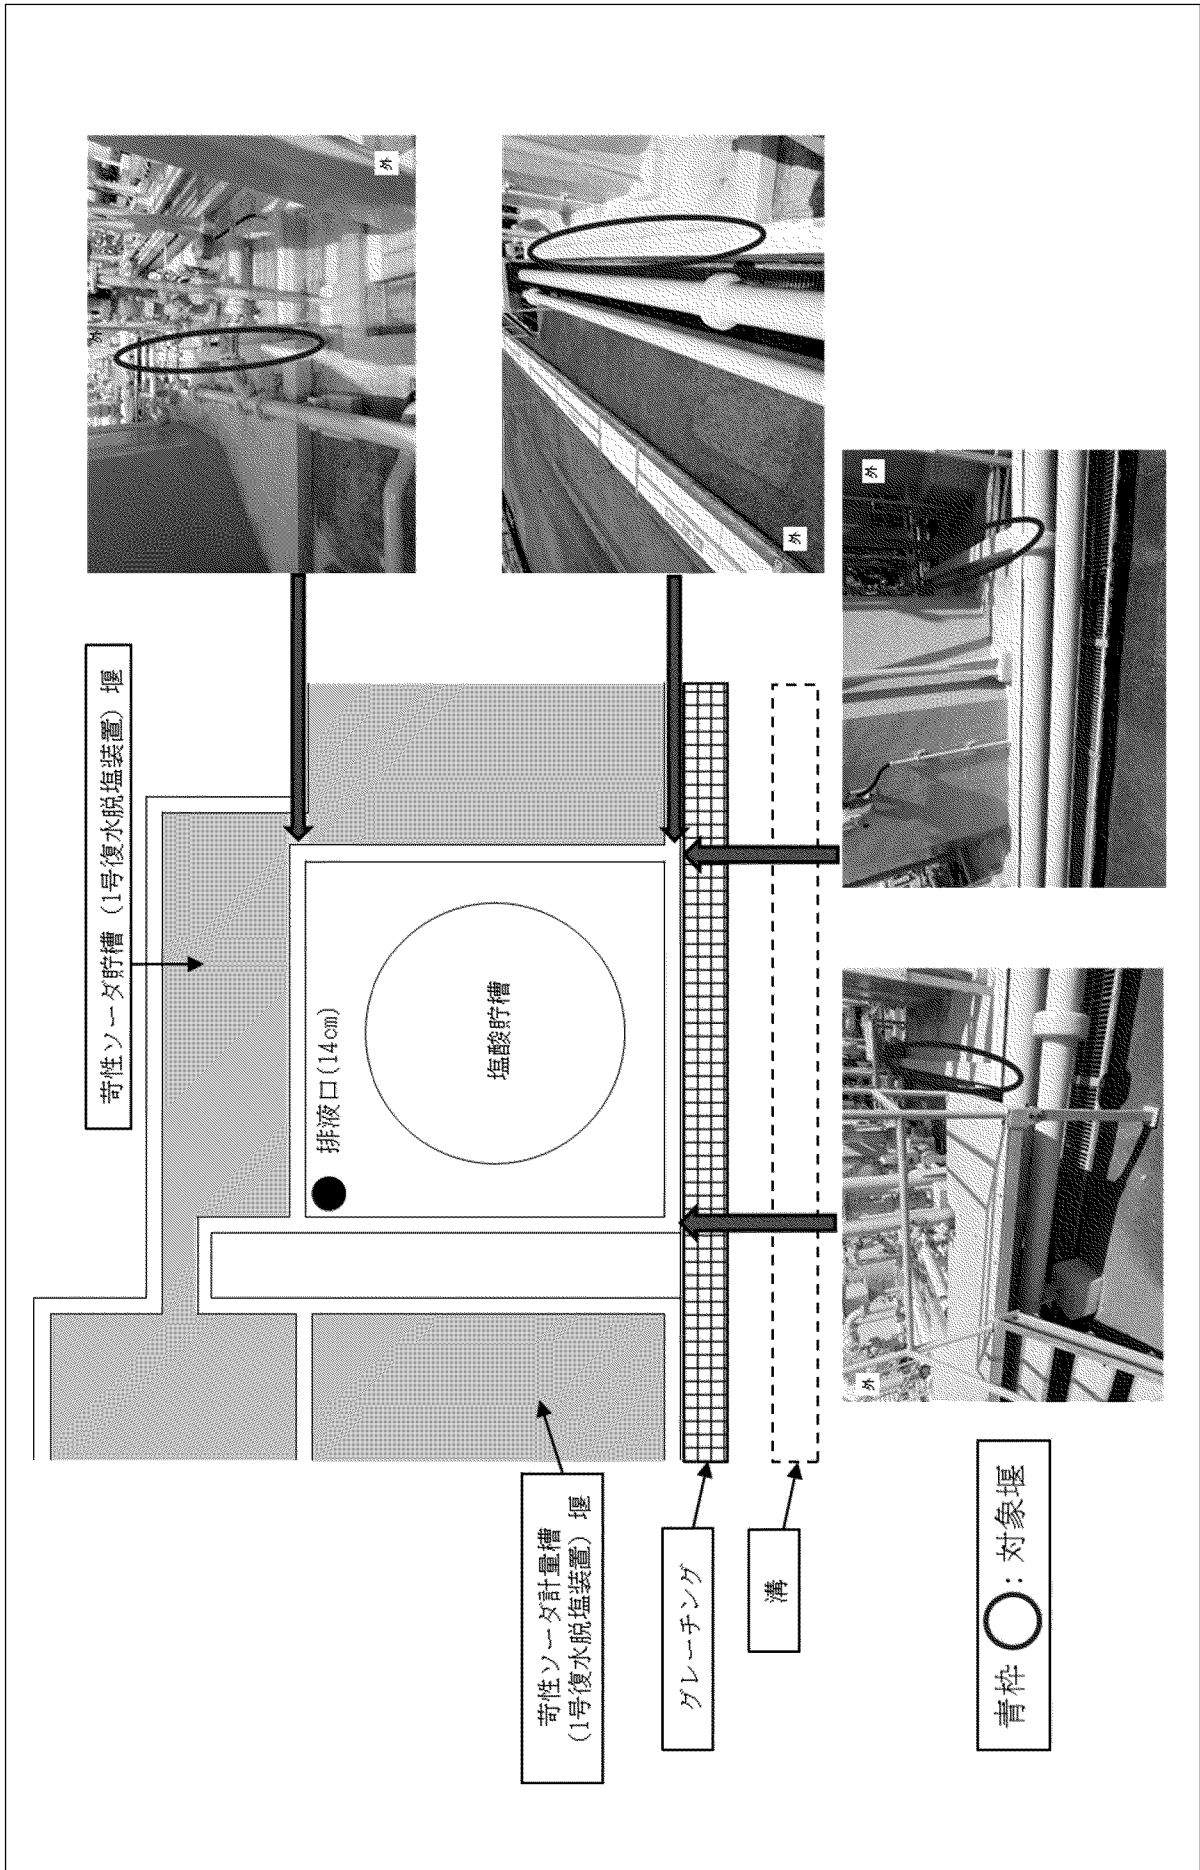 苛性ソーダ貯槽 (1号復水脱塩装置) 堰
外
外
排液口 (14cm)
塩酸貯槽
外
外
苛性ソーダ計量槽
(1号復水脱塩装置) 堰
グレーチング
溝
外
外
青枠 : 対象堰